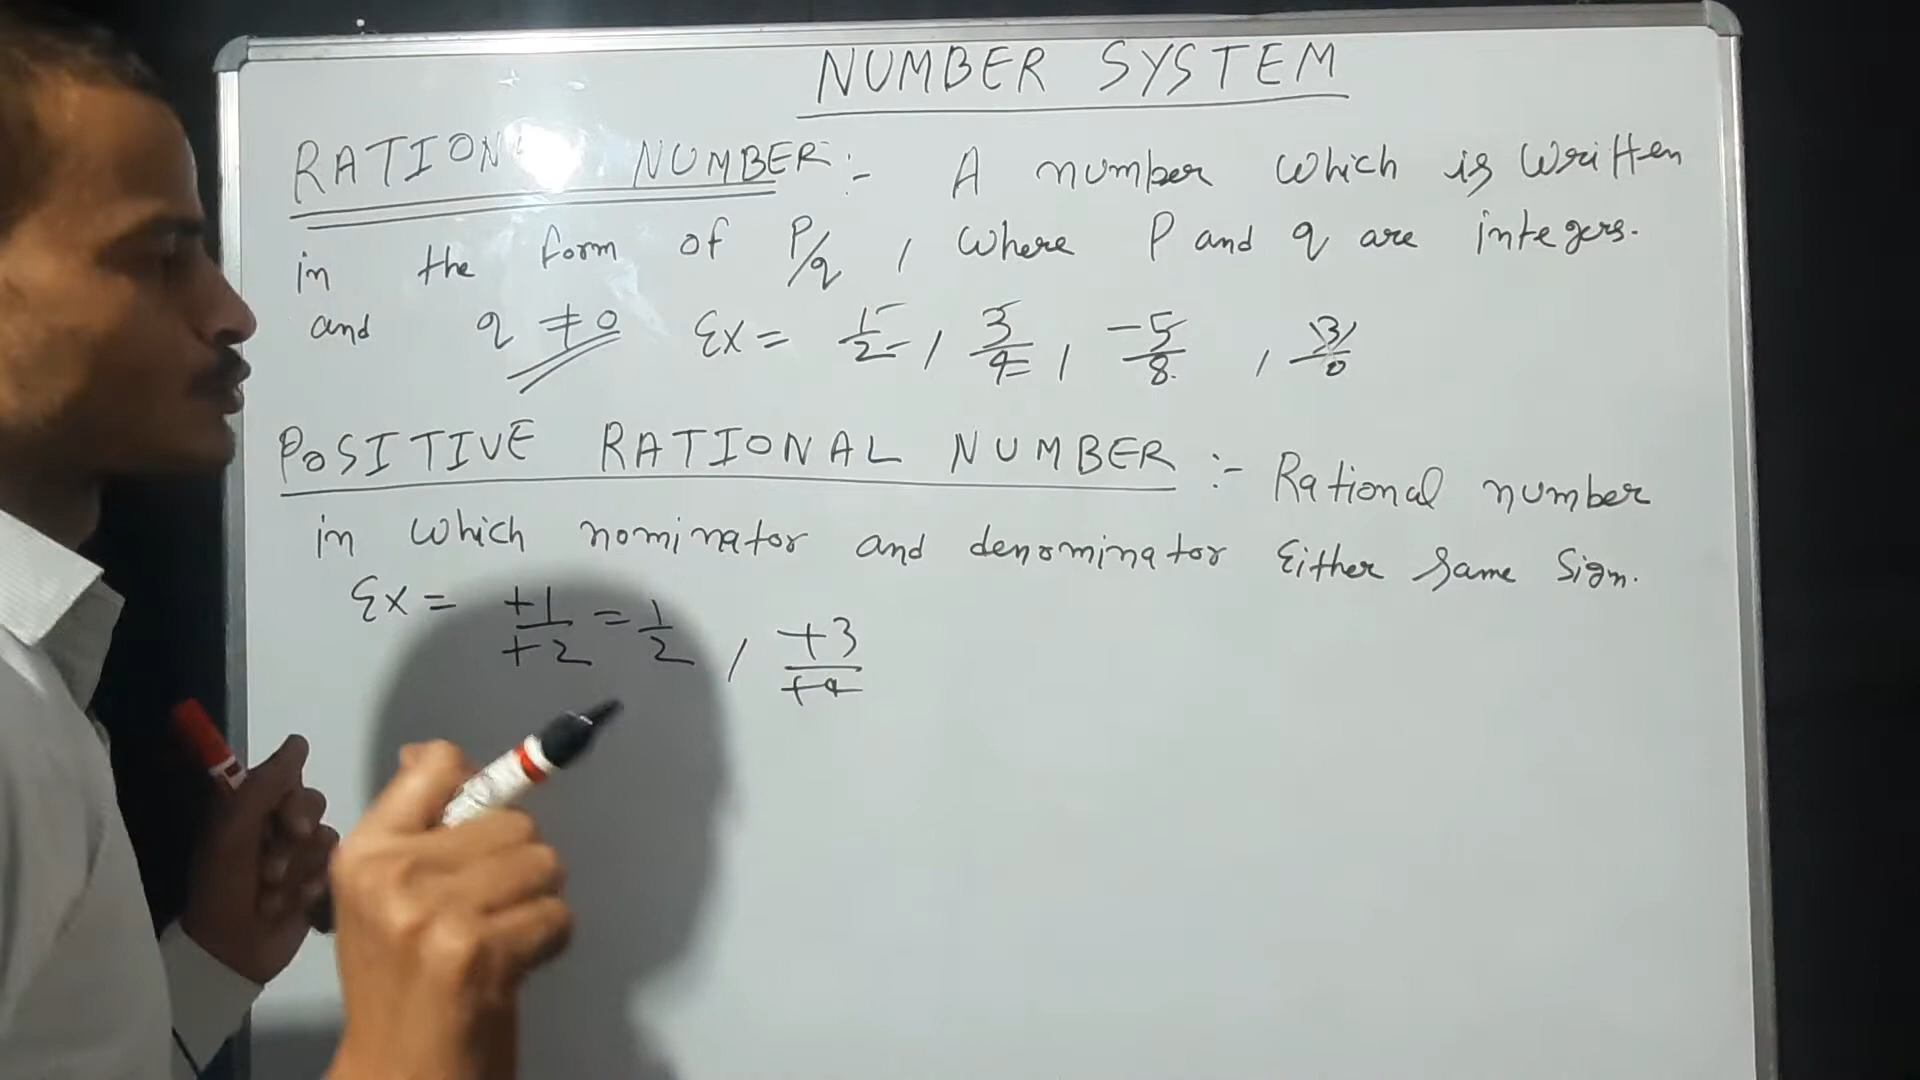 NUMBER SYSTEM
RATION NUMBER :- A number which is written
in the form of P/q , where P and q are integers.
and q ≠ 0 Ex = 1/2 , 3/4 , -5/8 , 3/0
POSITIVE RATIONAL NUMBER :- Rational number
in which nominator and denominator Either same sign.
Ex = +1/+2 = 1/2 , +3/+4